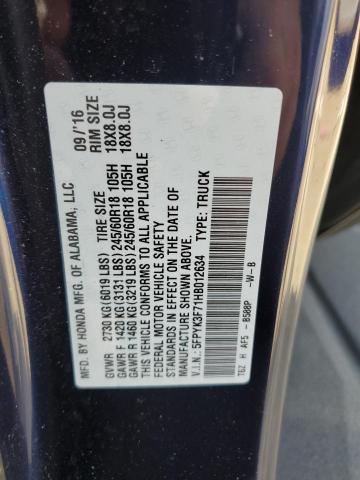 MFD. BY HONDA MFG. OF ALABAMA, LLC 09/'16
GVWR 2730 KG (6019 LBS) TIRE SIZE RIM SIZE
GAWR F 1420 KG (3131 LBS) 245/60R18 105H 18X8.0J
GAWR R 1460 KG (3219 LBS) 245/60R18 105H 18X8.0J
THIS VEHICLE CONFORMS TO ALL APPLICABLE
FEDERAL MOTOR VEHICLE SAFETY
STANDARDS IN EFFECT ON THE DATE OF
MANUFACTURE SHOWN ABOVE.
V.I.N.: 5FPYK3F71HB012634 TYPE: TRUCK
T6Z H AF5 - B588P -W-B